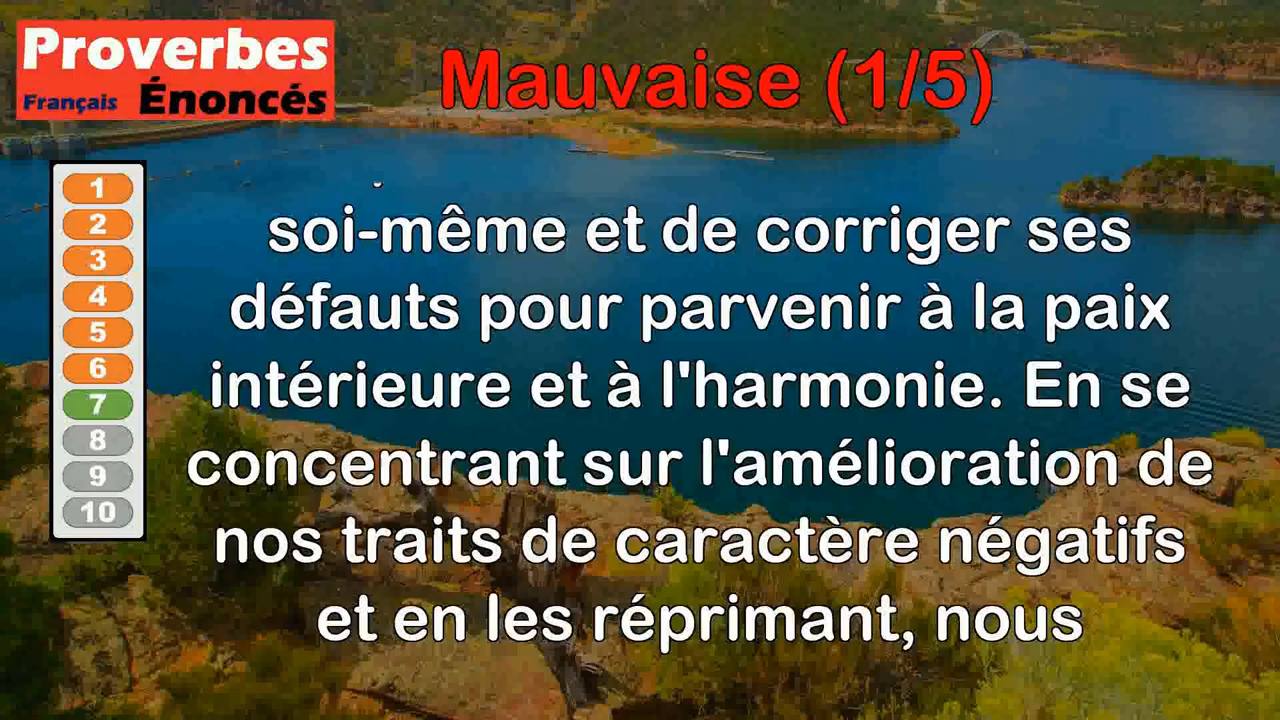 Proverbes
Français Énoncés
Mauvaise (1/5)
1
2
3
4
5
6
7
8
9
10
soi-même et de corriger ses
défauts pour parvenir à la paix
intérieure et à l'harmonie. En se
concentrant sur l'amélioration de
nos traits de caractère négatifs
et en les réprimant, nous